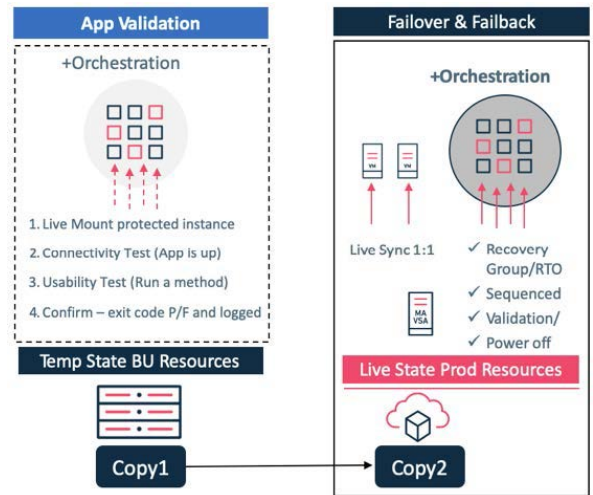 App Validation
+Orchestration
1. Live Mount protected instance
2. Connectivity Test (App is up)
3. Usability Test (Run a method)
4. Confirm – exit code P/F and logged
Temp State BU Resources
Copy1
Failover & Failback
+Orchestration
VM
VM
Live Sync 1:1
MA
VSA
✓ Recovery
Group/RTO
✓ Sequenced
✓ Validation/
✓ Power off
Live State Prod Resources
Copy2